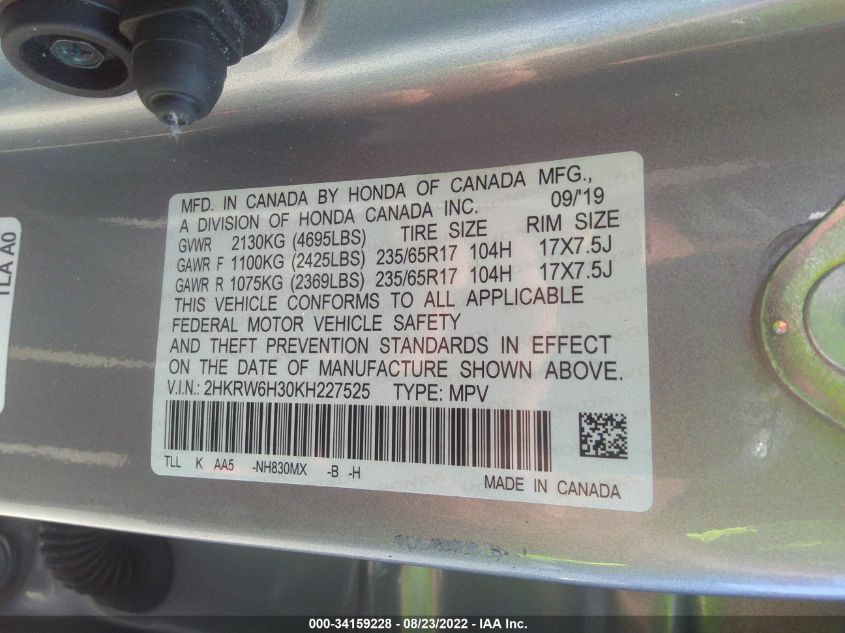 MFD. IN CANADA BY HONDA OF CANADA MFG.,
A DIVISION OF HONDA CANADA INC. 09/'19
GVWR 2130KG (4695LBS) TIRE SIZE RIM SIZE
GAWR F 1100KG (2425LBS) 235/65R17 104H 17X7.5J
GAWR R 1075KG (2369LBS) 235/65R17 104H 17X7.5J
THIS VEHICLE CONFORMS TO ALL APPLICABLE
FEDERAL MOTOR VEHICLE SAFETY
AND THEFT PREVENTION STANDARDS IN EFFECT
ON THE DATE OF MANUFACTURE SHOWN ABOVE.
V.I.N.: 2HKRW6H30KH227525 TYPE: MPV
TLL K AA5 -NH830MX -B -H
MADE IN CANADA
TLA A0
000-34159228 - 08/23/2022 - IAA Inc.